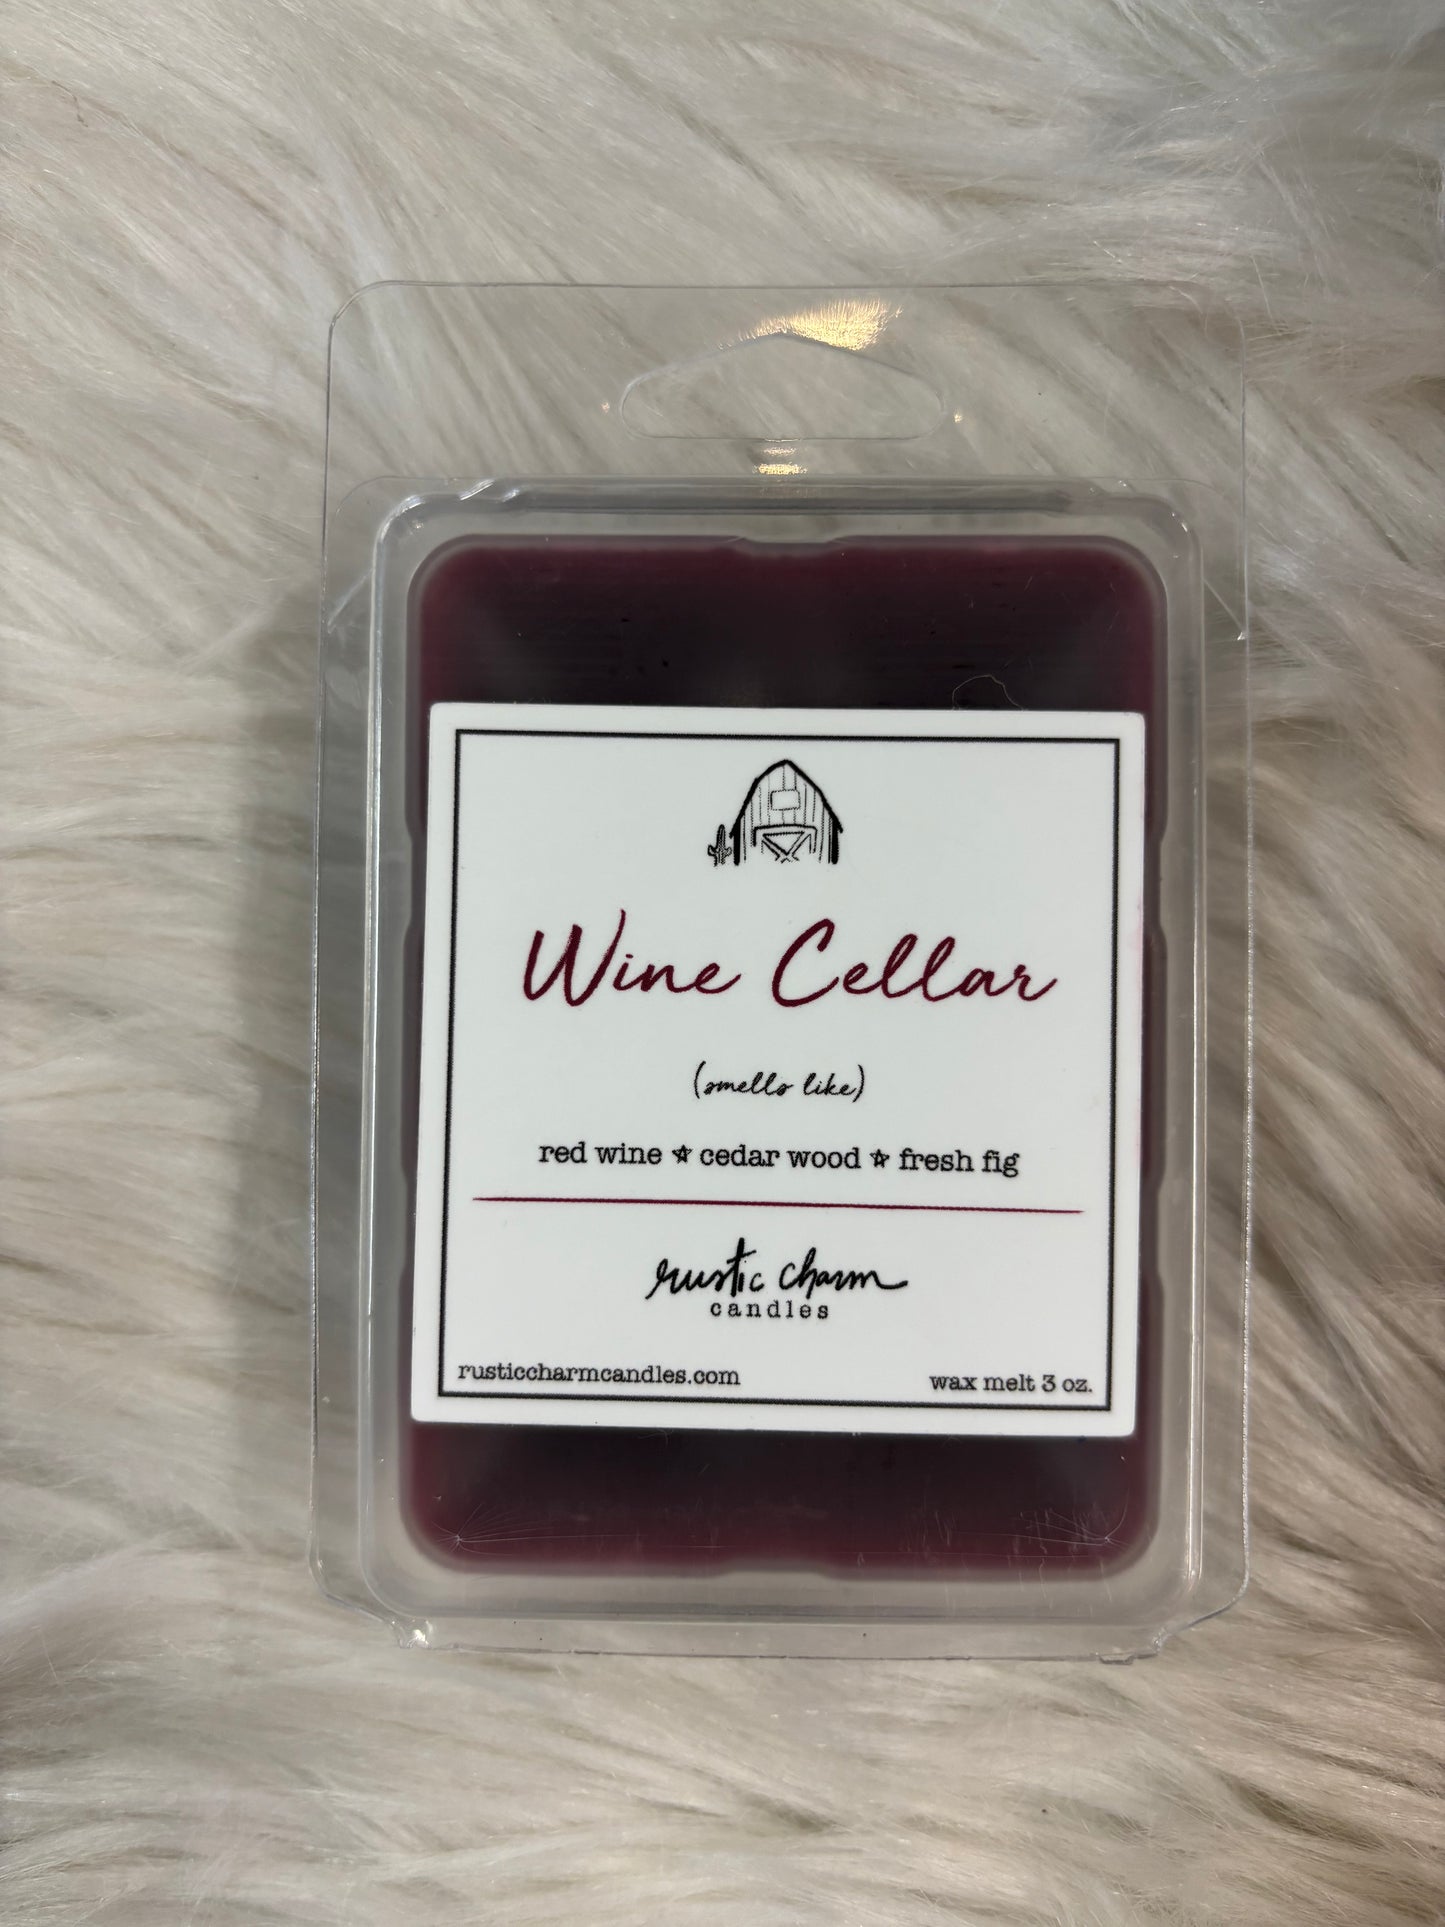 Wine Cellar
(smells like)
red wine ☆ cedar wood ☆ fresh fig
rustic charm
candles
rusticcharmcandles.com
wax melt 3 oz.